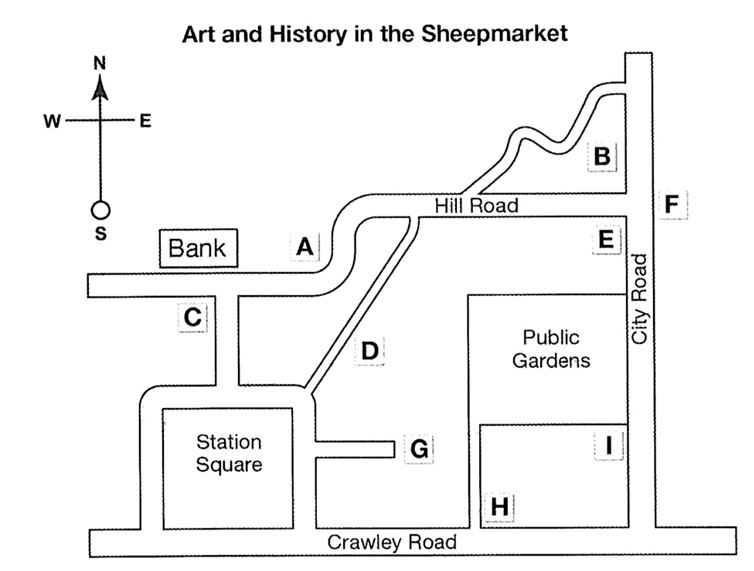 Art and History in the Sheepmarket
N
W
E
S
B
Hill Road
F
A
E
Bank
City Road
C
D
Public
Gardens
Station
Square
G
I
H
Crawley Road